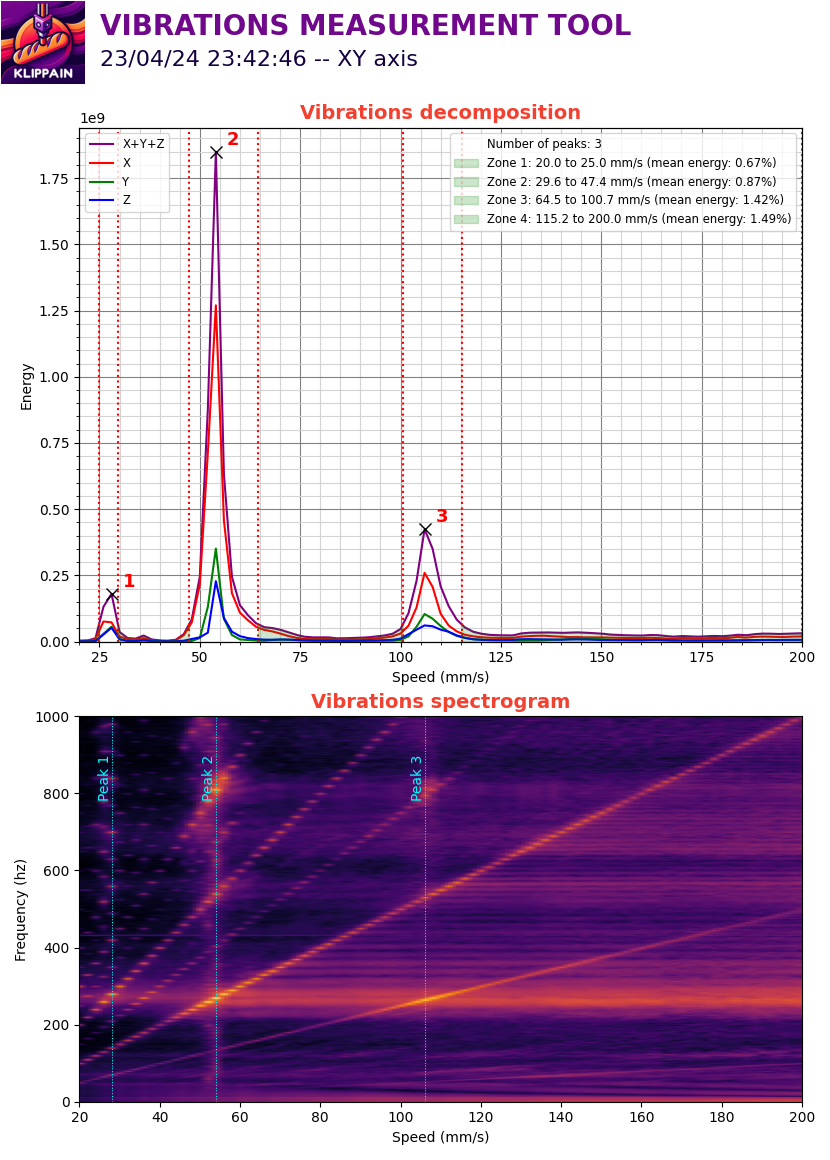 KLIPPAIN
VIBRATIONS MEASUREMENT TOOL
23/04/24 23:42:46 -- XY axis
Vibrations decomposition
1e9
X+Y+Z
X
Y
Z
Number of peaks: 3
Zone 1: 20.0 to 25.0 mm/s (mean energy: 0.67%)
Zone 2: 29.6 to 47.4 mm/s (mean energy: 0.87%)
Zone 3: 64.5 to 100.7 mm/s (mean energy: 1.42%)
Zone 4: 115.2 to 200.0 mm/s (mean energy: 1.49%)
1
2
3
Energy
1.75
1.50
1.25
1.00
0.75
0.50
0.25
0.00
25 50 75 100 125 150 175 200
Speed (mm/s)
Vibrations spectrogram
Peak 1
Peak 2
Peak 3
Frequency (hz)
1000
800
600
400
200
0
20 40 60 80 100 120 140 160 180 200
Speed (mm/s)